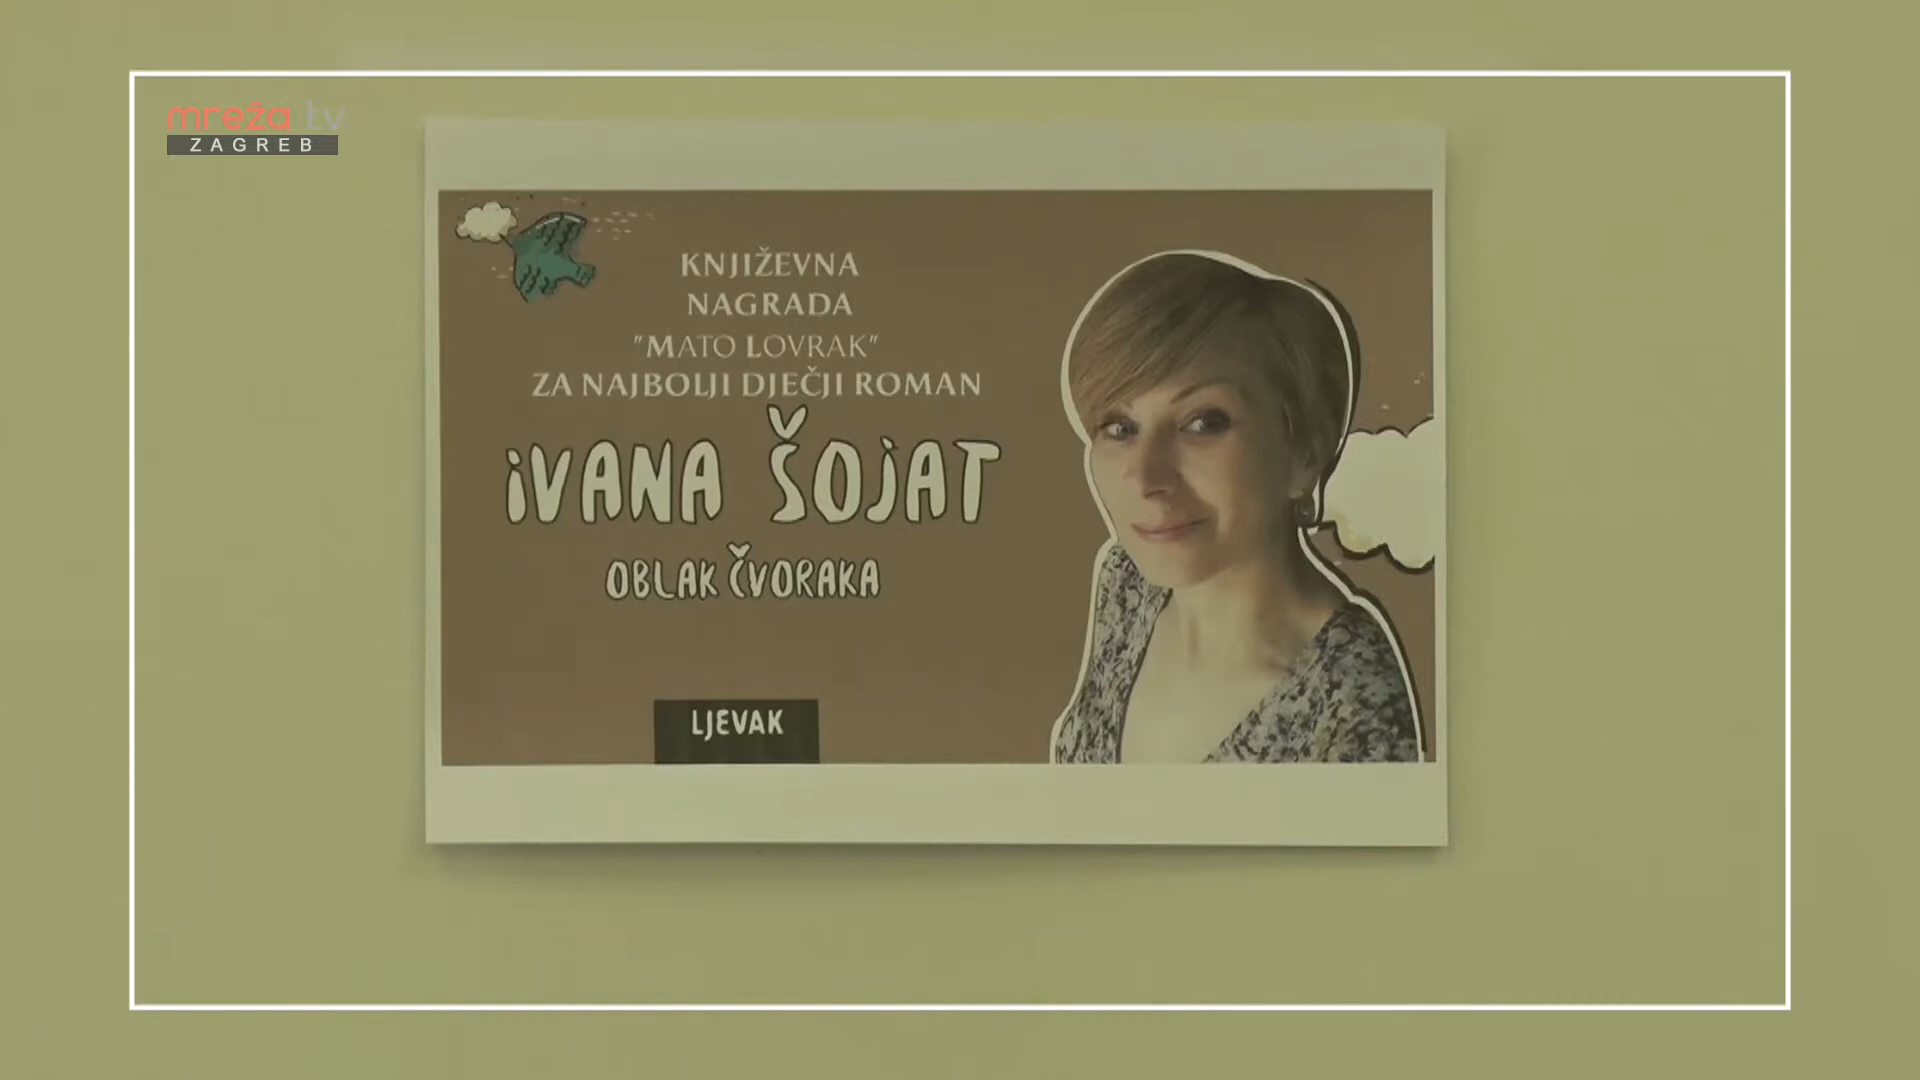 mreža tv
ZAGREB
KNJIŽEVNA
NAGRADA
"MATO LOVRAK"
ZA NAJBOLJI DJEČJI ROMAN
IVANA ŠOJAT
OBLAK ČVORAKA
LJEVAK